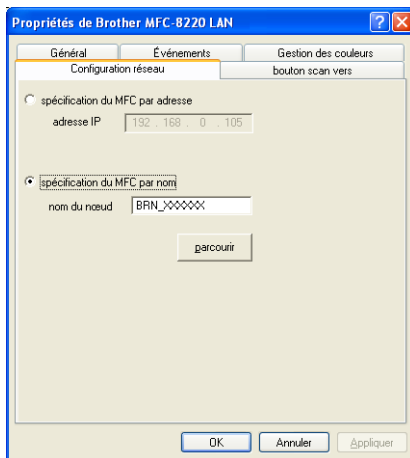 Propriétés de Brother MFC-8220 LAN
Général Événements Gestion des couleurs
Configuration réseau bouton scan vers
spécification du MFC par adresse
adresse IP 192 . 168 . 0 . 105
spécification du MFC par nom
nom du nœud BRN_XXXXXX
parcourir
OK Annuler Appliquer